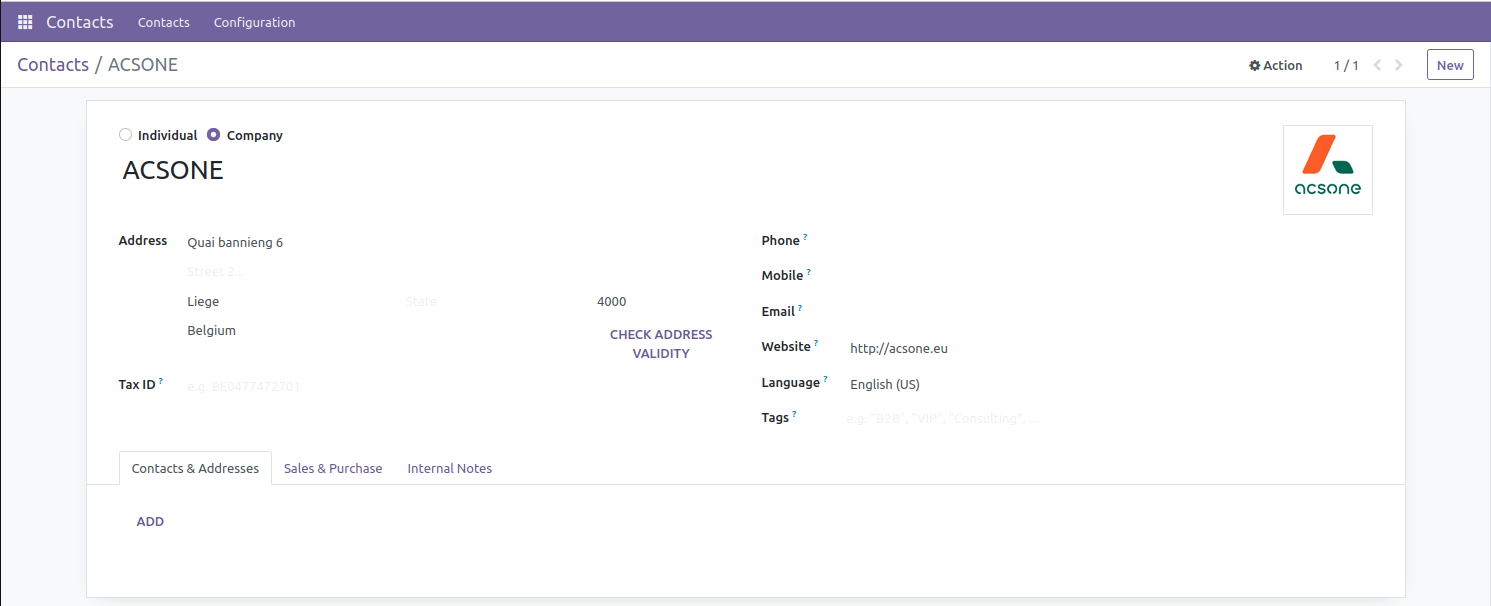 Contacts Contacts Configuration
Contacts / ACSONE Action 1 / 1 New
Individual Company
ACSONE
acsone
Address Quai bannieng 6
Street 2...
Liege State 4000
Belgium
CHECK ADDRESS
VALIDITY
Tax ID ? e.g. BE0477472701
Phone ?
Mobile ?
Email ?
Website ? http://acsone.eu
Language ? English (US)
Tags ? e.g. "B2B", "VIP", "Consulting", ...
Contacts & Addresses Sales & Purchase Internal Notes
ADD